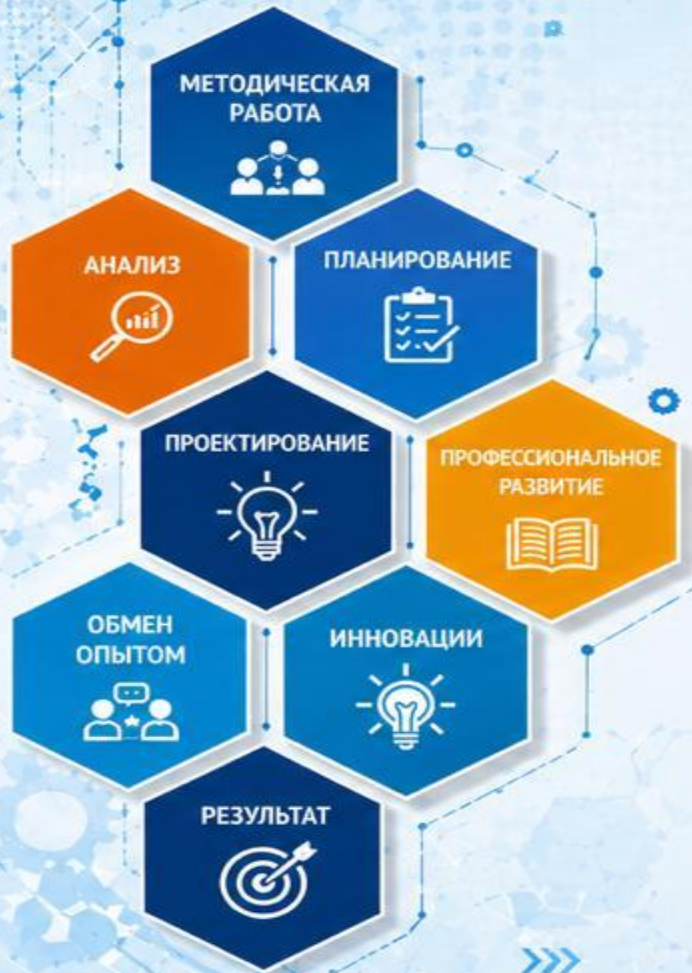 МЕТОДИЧЕСКАЯ
РАБОТА
АНАЛИЗ
ПЛАНИРОВАНИЕ
ПРОЕКТИРОВАНИЕ
ПРОФЕССИОНАЛЬНОЕ
РАЗВИТИЕ
ОБМЕН
ОПЫТОМ
ИННОВАЦИИ
РЕЗУЛЬТАТ